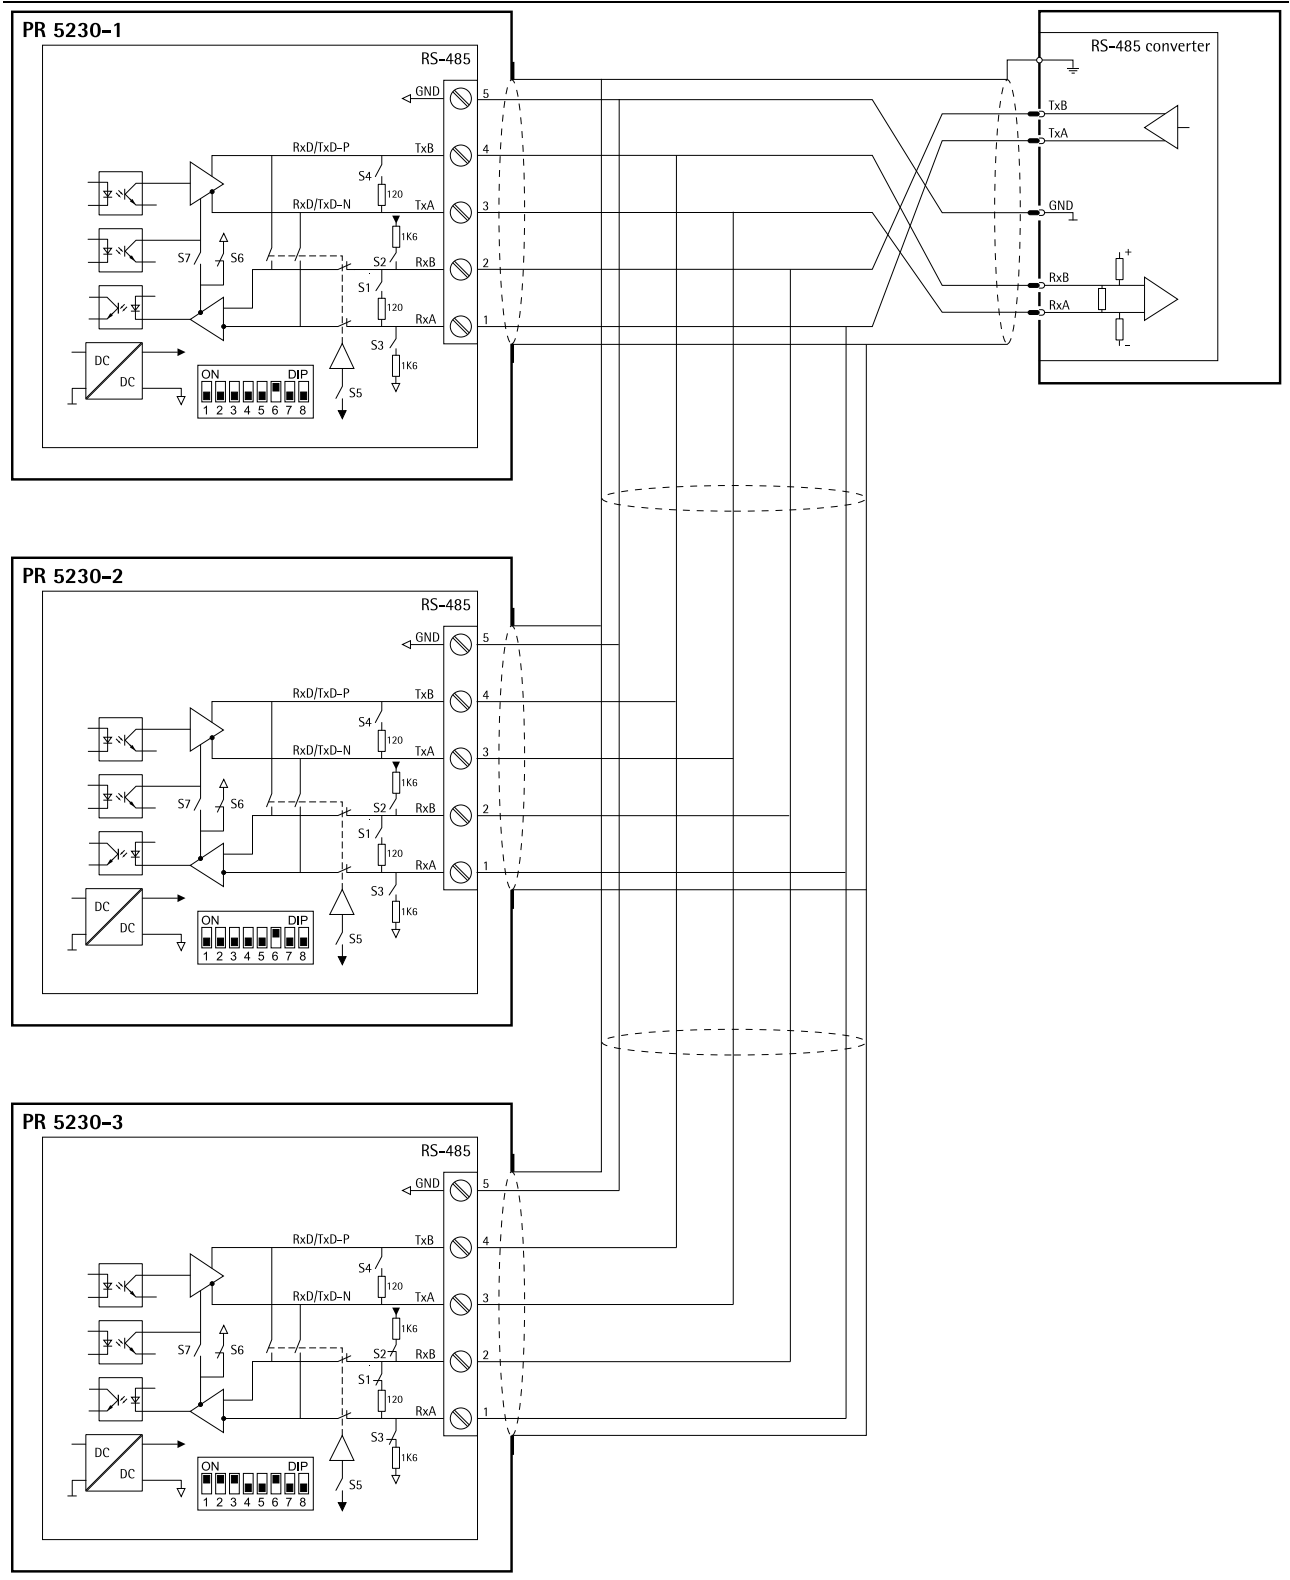 PR 5230-1
RS-485
GND
5
RxD/TxD-P
TxB
4
S4
120
RxD/TxD-N
TxA
3
1K6
S7
S6
S2
RxB
2
S1
120
RxA
1
S3
1K6
DC
DC
S5
ON DIP
1 2 3 4 5 6 7 8
RS-485 converter
TxB
TxA
GND
RxB
+
RxA
-
PR 5230-2
RS-485
GND
5
RxD/TxD-P
TxB
4
S4
120
RxD/TxD-N
TxA
3
1K6
S7
S6
S2
RxB
2
S1
120
RxA
1
S3
1K6
DC
DC
S5
ON DIP
1 2 3 4 5 6 7 8
PR 5230-3
RS-485
GND
5
RxD/TxD-P
TxB
4
S4
120
RxD/TxD-N
TxA
3
1K6
S7
S6
S2
RxB
2
S1
120
RxA
1
S3
1K6
DC
DC
S5
ON DIP
1 2 3 4 5 6 7 8